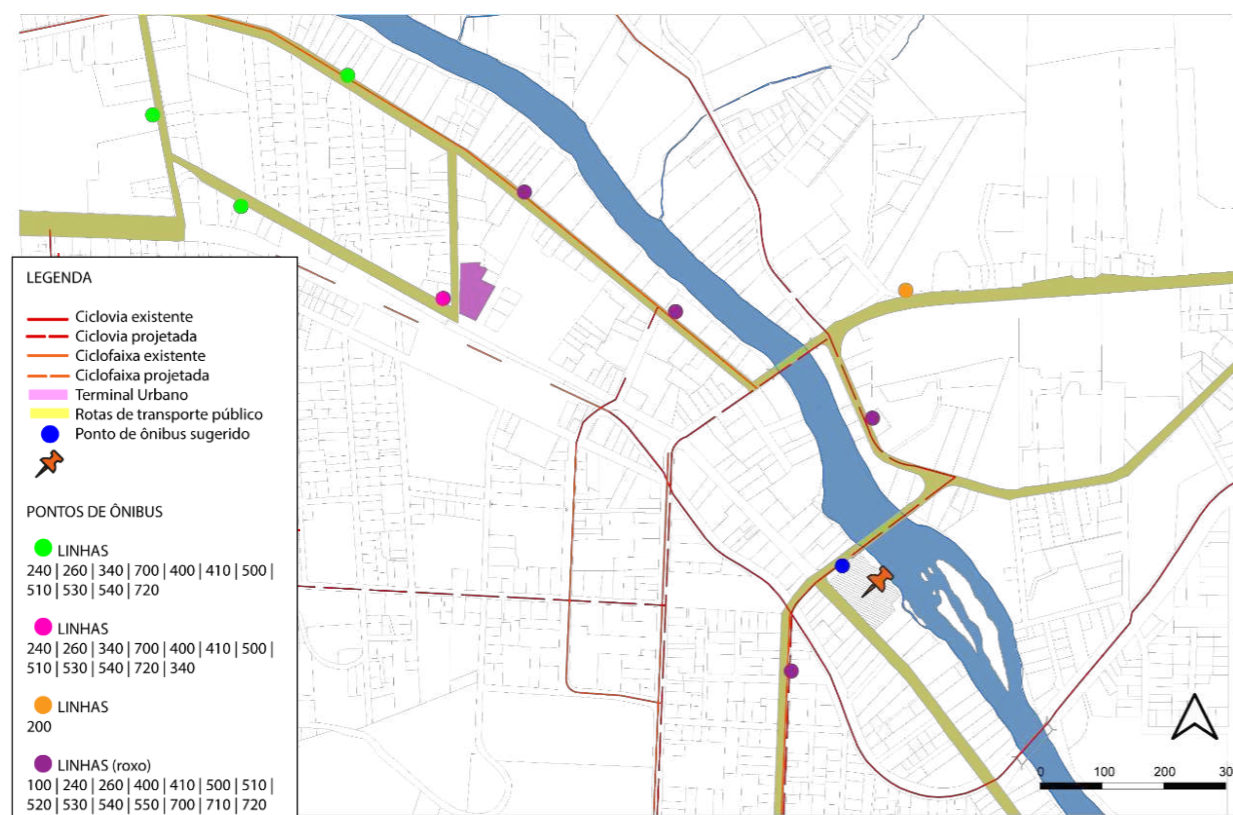 LEGENDA
Ciclovia existente
Ciclovia projetada
Ciclofaixa existente
Ciclofaixa projetada
Terminal Urbano
Rotas de transporte público
Ponto de ônibus sugerido
PONTOS DE ÔNIBUS
LINHAS
240 | 260 | 340 | 700 | 400 | 410 | 500 |
510 | 530 | 540 | 720
LINHAS
240 | 260 | 340 | 700 | 400 | 410 | 500 |
510 | 530 | 540 | 720 | 340
LINHAS
200
LINHAS (roxo)
100 | 240 | 260 | 400 | 410 | 500 | 510 |
520 | 530 | 540 | 550 | 700 | 710 | 720
0 100 200 30